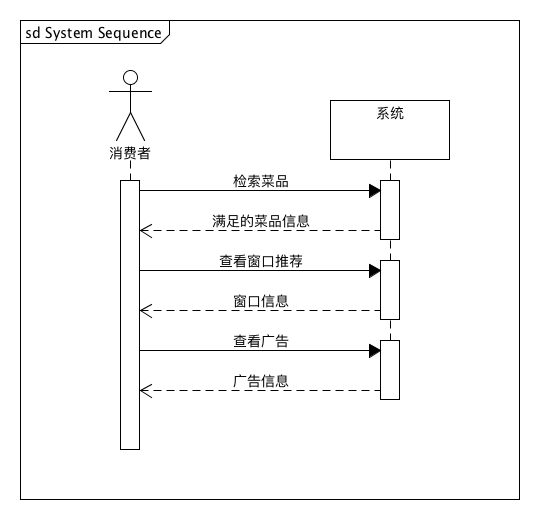 sd System Sequence
系统
消费者
检索菜品
满足的菜品信息
查看窗口推荐
窗口信息
查看广告
广告信息